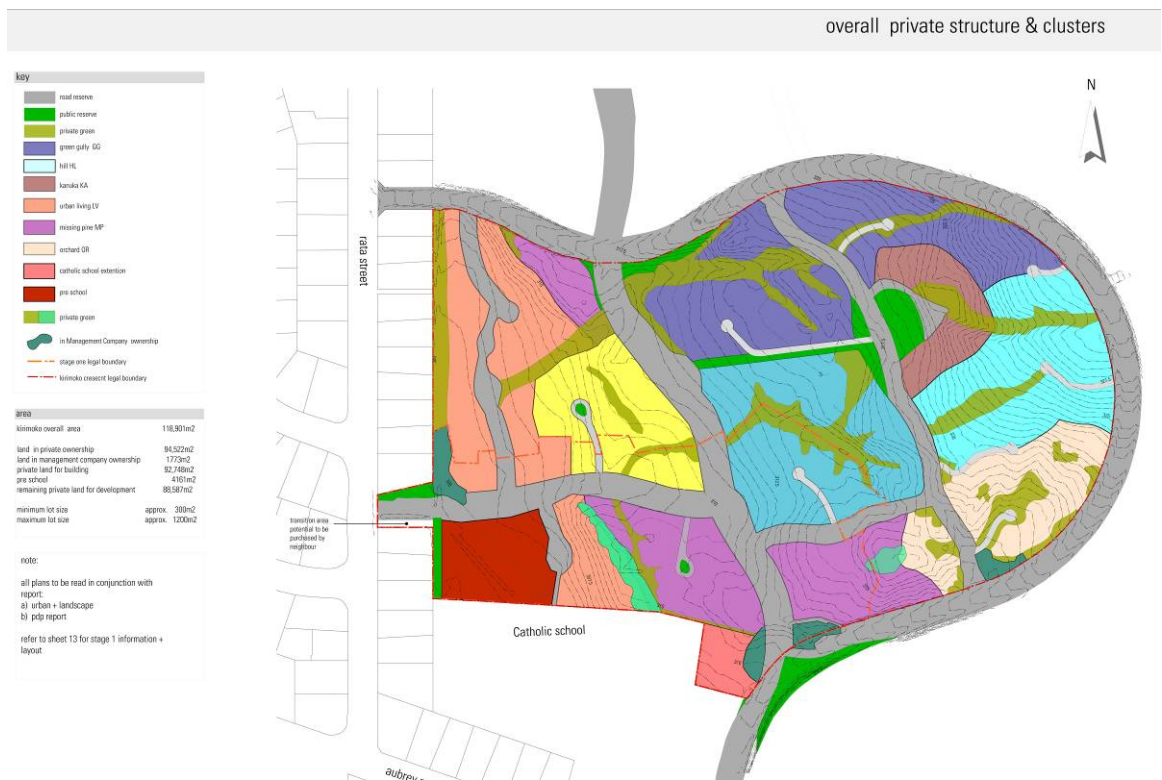 overall private structure & clusters
key
road reserve
public reserve
private green
green gully GG
hill HL
kanuka KA
urban living LV
missing pine MP
orchard OR
catholic school extention
pre school
private green
in Management Company ownership
stage one legal boundary
kirimoko cresecnt legal boundary
area
kirimoko overall area 118,901m2
land in private ownership 94,522m2
land in management company ownership 1773m2
private land for building 92,748m2
pre school 4161m2
remaining private land for development 88,587m2
minimum lot size approx. 300m2
maximum lot size approx. 1200m2
note:
all plans to be read in conjunction with
report:
a) urban + landscape
b) pdp report
refer to sheet 13 for stage 1 information +
layout
N
rata street
transition area
potential to be
purchased by
neighbour
Catholic school
aubrey